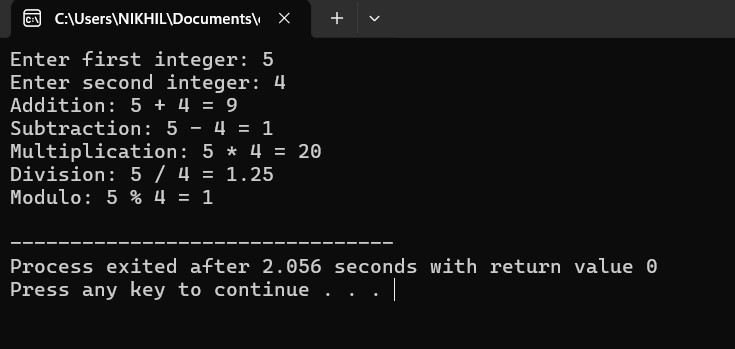 C:\Users\NIKHIL\Documents\
Enter first integer: 5
Enter second integer: 4
Addition: 5 + 4 = 9
Subtraction: 5 - 4 = 1
Multiplication: 5 * 4 = 20
Division: 5 / 4 = 1.25
Modulo: 5 % 4 = 1
--------------------------------
Process exited after 2.056 seconds with return value 0
Press any key to continue . . .